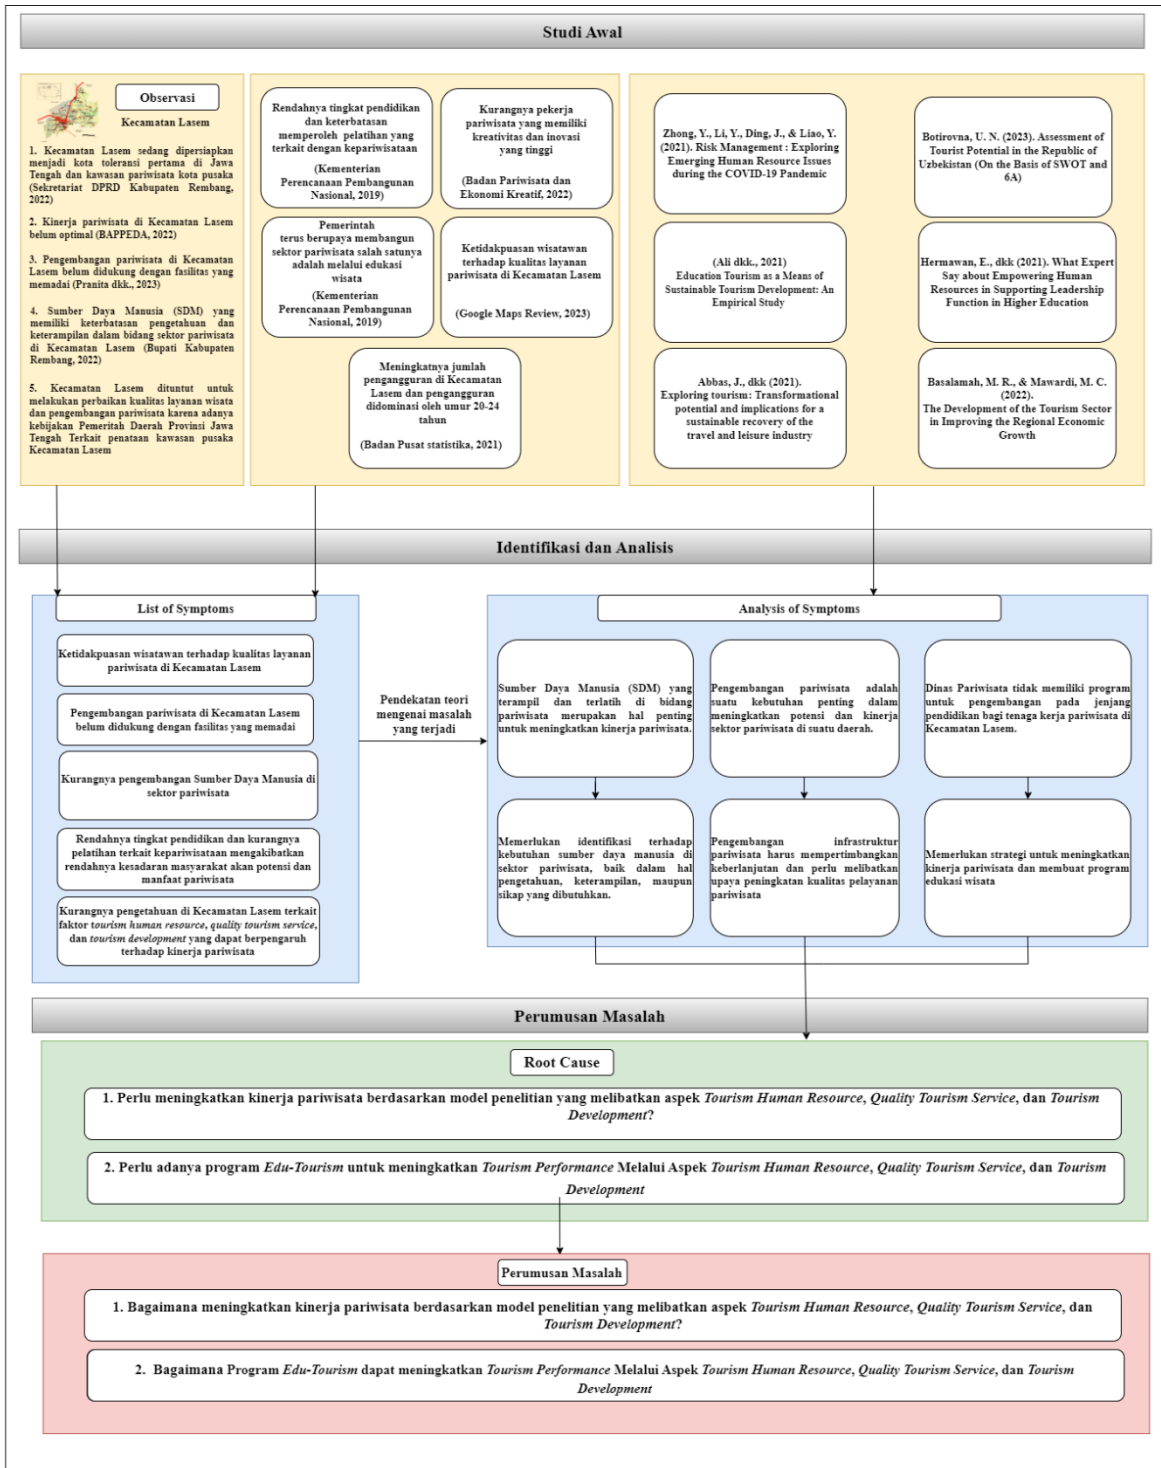 Studi Awal
Observasi
Kecamatan Lasem
1. Kecamatan Lasem sedang dipersiapkan
menjadi kota toleransi pertama di Jawa
Tengah dan kawasan pariwisata kota pusaka
(Sekretariat DPRD Kabupaten Rembang,
2022)
2. Kinerja pariwisata di Kecamatan Lasem
belum optimal (BAPPEDA, 2022)
3. Pengembangan pariwisata di Kecamatan
Lasem belum didukung dengan fasilitas yang
memadai (Pranita dkk., 2023)
4. Sumber Daya Manusia (SDM) yang
memiliki keterbatasan pengetahuan dan
keterampilan dalam bidang sektor pariwisata
di Kecamatan Lasem (Bupati Kabupaten
Rembang, 2022)
5. Kecamatan Lasem dituntut untuk
melakukan perbaikan kualitas layanan wisata
dan pengembangan pariwisata karena adanya
kebijakan Pemeritah Daerah Provinsi Jawa
Tengah Terkait penataan kawasan pusaka
Kecamatan Lasem
Rendahnya tingkat pendidikan
dan keterbatasan
memperoleh pelatihan yang
terkait dengan kepariwisataan
(Kementerian
Perencanaan Pembangunan
Nasional, 2019)
Kurangnya pekerja
pariwisata yang memiliki
kreativitas dan inovasi
yang tinggi
(Badan Pariwisata dan
Ekonomi Kreatif, 2022)
Pemerintah
terus berupaya membangun
sektor pariwisata salah satunya
adalah melalui edukasi
wisata
(Kementerian
Perencanaan Pembangunan
Nasional, 2019)
Ketidakpuasan wisatawan
terhadap kualitas layanan
pariwisata di Kecamatan Lasem
(Google Maps Review, 2023)
Meningkatnya jumlah
pengangguran di Kecamatan
Lasem dan pengangguran
didominasi oleh umur 20-24
tahun
(Badan Pusat statistika, 2021)
Zhong, Y., Li, Y., Ding, J., & Liao, Y.
(2021). Risk Management : Exploring
Emerging Human Resource Issues
during the COVID-19 Pandemic
Botirovna, U. N. (2023). Assessment of
Tourist Potential in the Republic of
Uzbekistan (On the Basis of SWOT and
6A)
(Ali dkk., 2021)
Education Tourism as a Means of
Sustainable Tourism Development: An
Empirical Study
Hermawan, E., dkk (2021). What Expert
Say about Empowering Human
Resources in Supporting Leadership
Function in Higher Education
Abbas, J., dkk (2021).
Exploring tourism: Transformational
potential and implications for a
sustainable recovery of the
travel and leisure industry
Basalamah, M. R., & Mawardi, M. C.
(2022).
The Development of the Tourism Sector
in Improving the Regional Economic
Growth
Identifikasi dan Analisis
List of Symptoms
Ketidakpuasan wisatawan terhadap kualitas layanan
pariwisata di Kecamatan Lasem
Pengembangan pariwisata di Kecamatan Lasem
belum didukung dengan fasilitas yang memadai
Kurangnya pengembangan Sumber Daya Manusia di
sektor pariwisata
Rendahnya tingkat pendidikan dan kurangnya
pelatihan terkait kepariwisataan mengakibatkan
rendahnya kesadaran masyarakat akan potensi dan
manfaat pariwisata
Kurangnya pengetahuan di Kecamatan Lasem terkait
faktor tourism human resource, quality tourism service,
dan tourism development yang dapat berpengaruh
terhadap kinerja pariwisata
Pendekatan teori
mengenai masalah
yang terjadi
Analysis of Symptoms
Sumber Daya Manusia (SDM) yang
terampil dan terlatih di bidang
pariwisata merupakan hal penting
untuk meningkatkan kinerja pariwisata.
Pengembangan pariwisata adalah
suatu kebutuhan penting dalam
meningkatkan potensi dan kinerja
sektor pariwisata di suatu daerah.
Dinas Pariwisata tidak memiliki program
untuk pengembangan pada jenjang
pendidikan bagi tenaga kerja pariwisata di
Kecamatan Lasem.
Memerlukan identifikasi terhadap
kebutuhan sumber daya manusia di
sektor pariwisata, baik dalam hal
pengetahuan, keterampilan, maupun
sikap yang dibutuhkan.
Pengembangan infrastruktur
pariwisata harus mempertimbangkan
keberlanjutan dan perlu melibatkan
upaya peningkatan kualitas pelayanan
pariwisata
Memerlukan strategi untuk meningkatkan
kinerja pariwisata dan membuat program
edukasi wisata
Perumusan Masalah
Root Cause
1. Perlu meningkatkan kinerja pariwisata berdasarkan model penelitian yang melibatkan aspek Tourism Human Resource, Quality Tourism Service, dan Tourism
Development?
2. Perlu adanya program Edu-Tourism untuk meningkatkan Tourism Performance Melalui Aspek Tourism Human Resource, Quality Tourism Service, dan Tourism
Development
Perumusan Masalah
1. Bagaimana meningkatkan kinerja pariwisata berdasarkan model penelitian yang melibatkan aspek Tourism Human Resource, Quality Tourism Service, dan
Tourism Development?
2. Bagaimana Program Edu-Tourism dapat meningkatkan Tourism Performance Melalui Aspek Tourism Human Resource, Quality Tourism Service, dan Tourism
Development